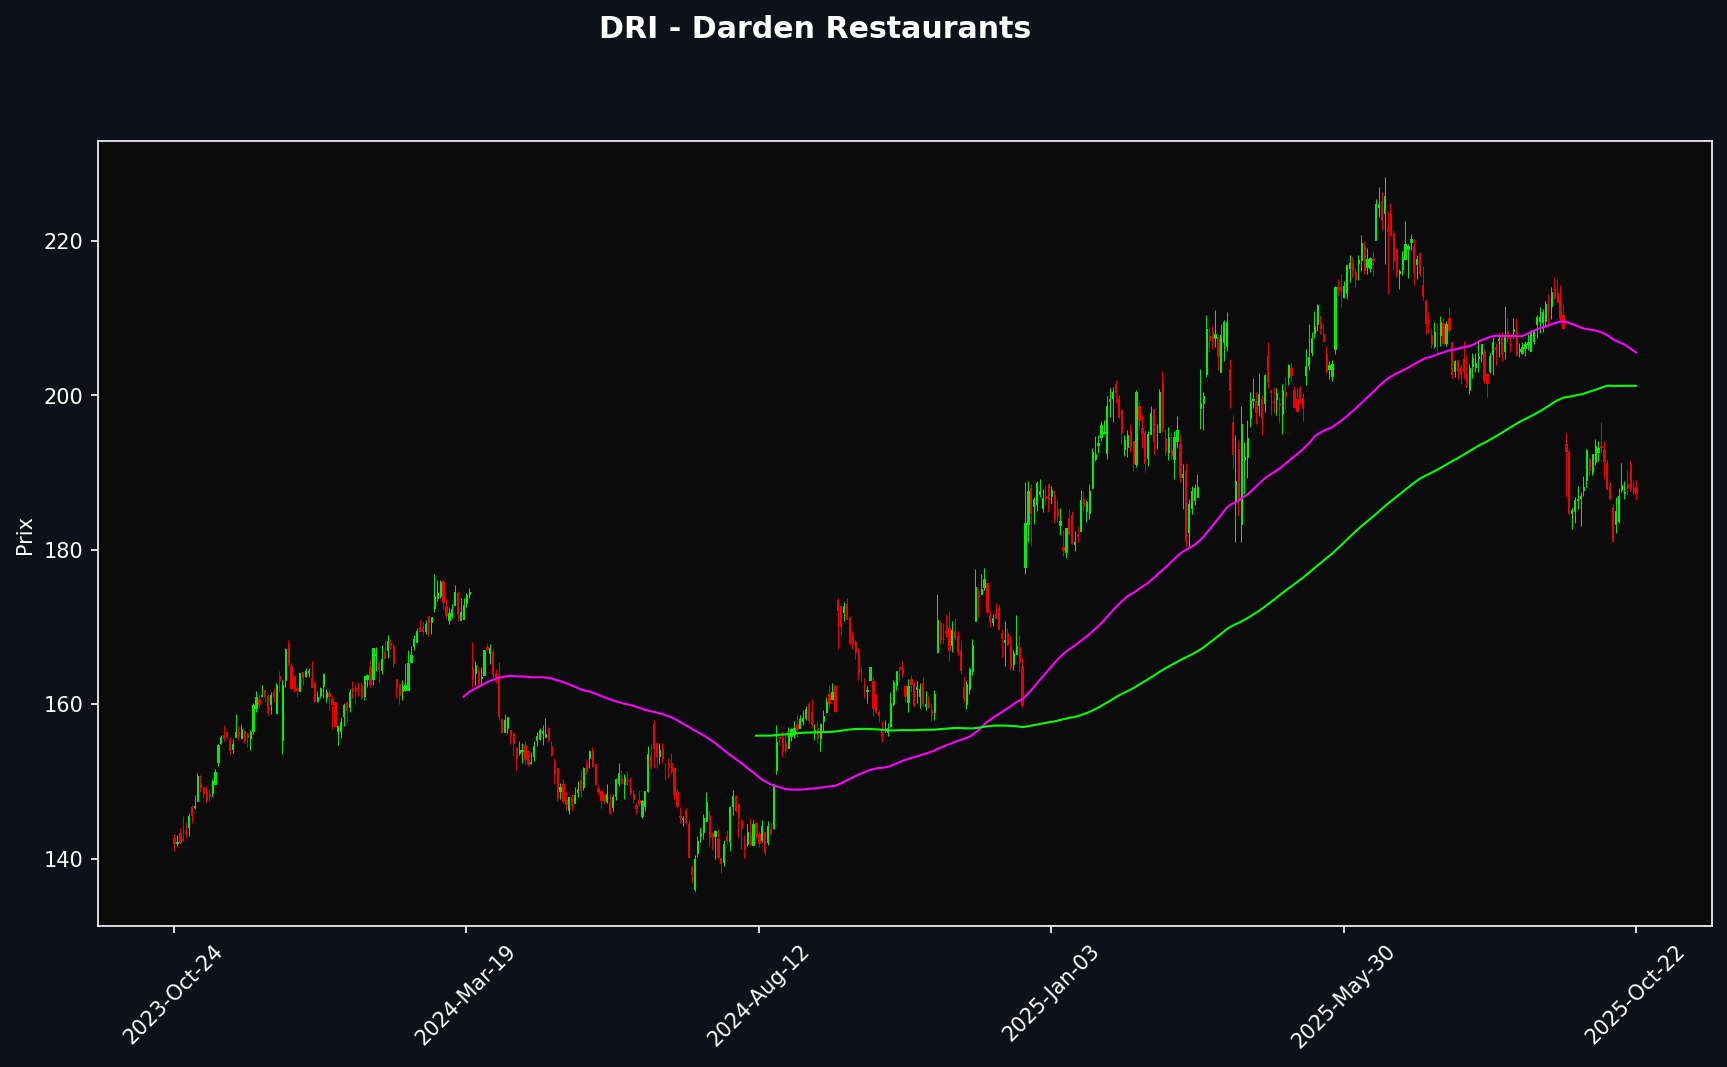 DRI - Darden Restaurants
Prix
220
200
180
160
140
2023-Oct-24
2024-Mar-19
2024-Aug-12
2025-Jan-03
2025-May-30
2025-Oct-22